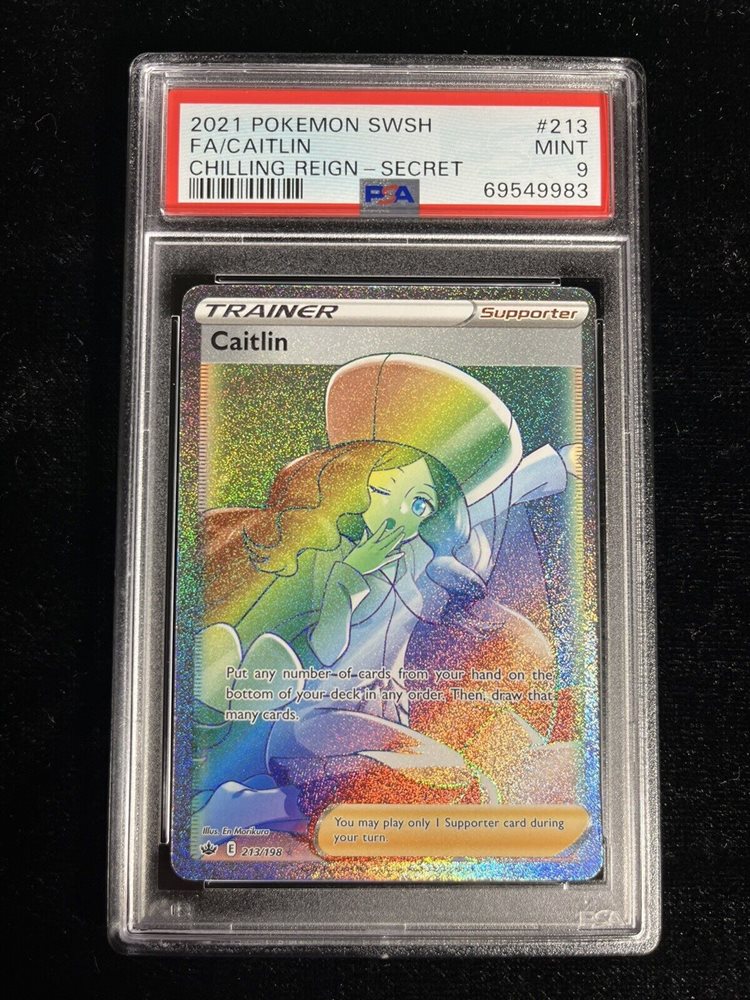 2021 POKEMON SWSH #213
FA/CAITLIN MINT
CHILLING REIGN – SECRET 9
PSA 69549983
TRAINER Supporter
Caitlin
Put any number of cards from your hand on the
bottom of your deck in any order. Then, draw that
many cards.
Illus. En Morikura
You may play only 1 Supporter card during
your turn.
E 213/198
PSA